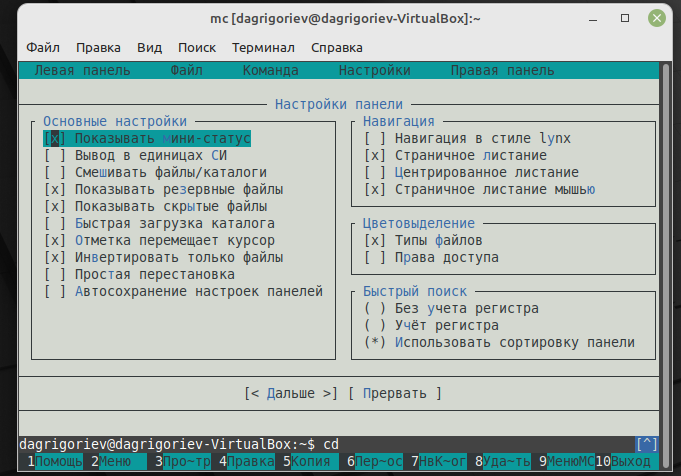 mc [dagrigoriev@dagrigoriev-VirtualBox]:~
Файл Правка Вид Поиск Терминал Справка
Левая панель Файл Команда Настройки Правая панель
Настройки панели
Основные настройки
[x] Показывать мини-статус
[ ] Вывод в единицах СИ
[ ] Смешивать файлы/каталоги
[x] Показывать резервные файлы
[x] Показывать скрытые файлы
[ ] Быстрая загрузка каталога
[x] Отметка перемещает курсор
[x] Инвертировать только файлы
[ ] Простая перестановка
[ ] Автосохранение настроек панелей
Навигация
[ ] Навигация в стиле lynx
[x] Страничное листание
[ ] Центрированное листание
[x] Страничное листание мышью
Цветовыделение
[x] Типы файлов
[ ] Права доступа
Быстрый поиск
( ) Без учета регистра
( ) Учёт регистра
(*) Использовать сортировку панели
[< Дальше >] [ Прервать ]
dagrigoriev@dagrigoriev-VirtualBox:~$ cd [^]
1Помощь 2Меню 3Про~тр 4Правка 5Копия 6Пер~ос 7НвК~ог 8Уда~ть 9МенюМС 10Выход